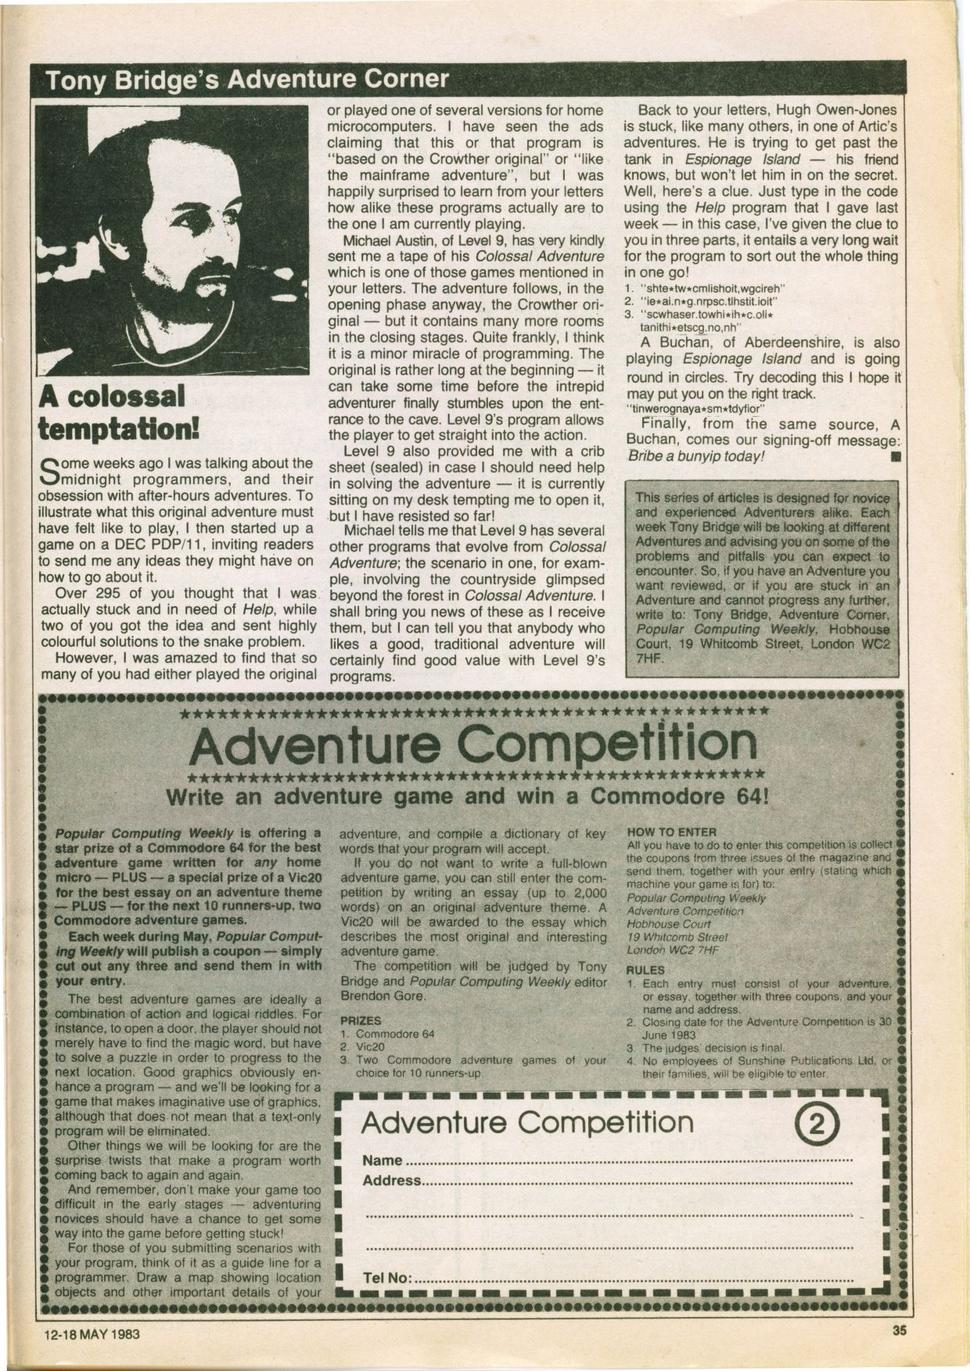 Tony Bridge's Adventure Corner
A colossal
temptation!
Some weeks ago I was talking about the
midnight programmers, and their
obsession with after-hours adventures. To
illustrate what this original adventure must
have felt like to play, I then started up a
game on a DEC PDP/11, inviting readers
to send me any ideas they might have on
how to go about it.
Over 295 of you thought that I was
actually stuck and in need of Help, while
two of you got the idea and sent highly
colourful solutions to the snake problem.
However, I was amazed to find that so
many of you had either played the original
or played one of several versions for home
microcomputers. I have seen the ads
claiming that this or that program is
"based on the Crowther original" or "like
the mainframe adventure", but I was
happily surprised to learn from your letters
how alike these programs actually are to
the one I am currently playing.
Michael Austin, of Level 9, has very kindly
sent me a tape of his Colossal Adventure
which is one of those games mentioned in
your letters. The adventure follows, in the
opening phase anyway, the Crowther ori-
ginal — but it contains many more rooms
in the closing stages. Quite frankly, I think
it is a minor miracle of programming. The
original is rather long at the beginning — it
can take some time before the intrepid
adventurer finally stumbles upon the ent-
rance to the cave. Level 9's program allows
the player to get straight into the action.
Level 9 also provided me with a crib
sheet (sealed) in case I should need help
in solving the adventure — it is currently
sitting on my desk tempting me to open it,
but I have resisted so far!
Michael tells me that Level 9 has several
other programs that evolve from Colossal
Adventure; the scenario in one, for exam-
ple, involving the countryside glimpsed
beyond the forest in Colossal Adventure. I
shall bring you news of these as I receive
them, but I can tell you that anybody who
likes a good, traditional adventure will
certainly find good value with Level 9's
programs.
Back to your letters, Hugh Owen-Jones
is stuck, like many others, in one of Artic's
adventures. He is trying to get past the
tank in Espionage Island — his friend
knows, but won't let him in on the secret.
Well, here's a clue. Just type in the code
using the Help program that I gave last
week — in this case, I've given the clue to
you in three parts, it entails a very long wait
for the program to sort out the whole thing
in one go!
1. "shte★tw★cmlishoit,wgcireh"
2. "ie★ai.n★g.nrpsc.tlhstit.ioit"
3. "scwhaser.towhi★ih★c.oli★
tanithi★etscg.no,nh"
A Buchan, of Aberdeenshire, is also
playing Espionage Island and is going
round in circles. Try decoding this I hope it
may put you on the right track.
"tinwerognaya★sm★tdyfior"
Finally, from the same source, A
Buchan, comes our signing-off message:
Bribe a bunyip today! ■
This series of articles is designed for novice
and experienced Adventurers alike. Each
week Tony Bridge will be looking at different
Adventures and advising you on some of the
problems and pitfalls you can expect to
encounter. So, if you have an Adventure you
want reviewed, or if you are stuck in an
Adventure and cannot progress any further,
write to: Tony Bridge, Adventure Corner,
Popular Computing Weekly, Hobhouse
Court, 19 Whitcomb Street, London WC2
7HF.
Adventure Competition
Write an adventure game and win a Commodore 64!
Popular Computing Weekly is offering a
star prize of a Commodore 64 for the best
adventure game written for any home
micro — PLUS — a special prize of a Vic20
for the best essay on an adventure theme
— PLUS — for the next 10 runners-up, two
Commodore adventure games.
Each week during May, Popular Comput-
ing Weekly will publish a coupon — simply
cut out any three and send them in with
your entry.
The best adventure games are ideally a
combination of action and logical riddles. For
instance, to open a door, the player should not
merely have to find the magic word, but have
to solve a puzzle in order to progress to the
next location. Good graphics obviously en-
hance a program — and we'll be looking for a
game that makes imaginative use of graphics,
although that does not mean that a text-only
program will be eliminated.
Other things we will be looking for are the
surprise twists that make a program worth
coming back to again and again.
And remember, don't make your game too
difficult in the early stages — adventuring
novices should have a chance to get some
way into the game before getting stuck!
For those of you submitting scenarios with
your program, think of it as a guide line for a
programmer. Draw a map showing location
objects and other important details of your
adventure, and compile a dictionary of key
words that your program will accept.
If you do not want to write a full-blown
adventure game, you can still enter the com-
petition by writing an essay (up to 2,000
words) on an original adventure theme. A
Vic20 will be awarded to the essay which
describes the most original and interesting
adventure game.
The competition will be judged by Tony
Bridge and Popular Computing Weekly editor
Brendon Gore.
PRIZES
1. Commodore 64
2. Vic20
3. Two Commodore adventure games of your
choice for 10 runners-up
HOW TO ENTER
All you have to do to enter this competition is collect
the coupons from three issues of the magazine and
send them, together with your entry (stating which
machine your game is for) to:
Popular Computing Weekly
Adventure Competition
Hobhouse Court
19 Whitcomb Street
London WC2 7HF
RULES
1. Each entry must consist of your adventure,
or essay, together with three coupons, and your
name and address.
2. Closing date for the Adventure Competition is 30
June 1983
3. The judges' decision is final.
4. No employees of Sunshine Publications Ltd, or
their families, will be eligible to enter.
Adventure Competition 2
Name
Address
Tel No:
12-18 MAY 1983
35